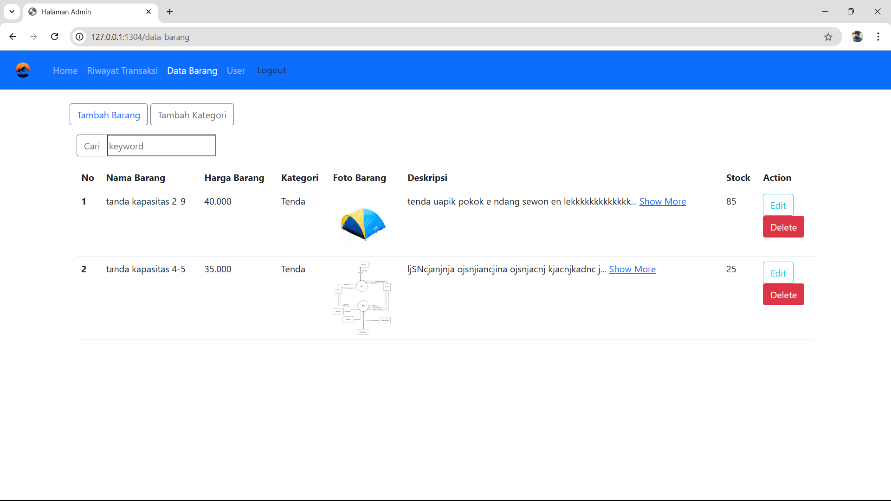 Halaman Admin
127.0.0.1:1304/data_barang
Home Riwayat Transaksi Data Barang User Logout
Tambah Barang Tambah Kategori
Cari keyword
No Nama Barang Harga Barang Kategori Foto Barang Deskripsi Stock Action
1 tanda kapasitas 2-9 40.000 Tenda tenda uapik pokok e ndang sewon en lekkkkkkkkkkkkk... Show More 85 Edit
Delete
2 tanda kapasitas 4-5 35.000 Tenda ljSNcjanjnja ojsnjiancjina ojsnjacnj kjacnjkadnc j... Show More 25 Edit
Delete